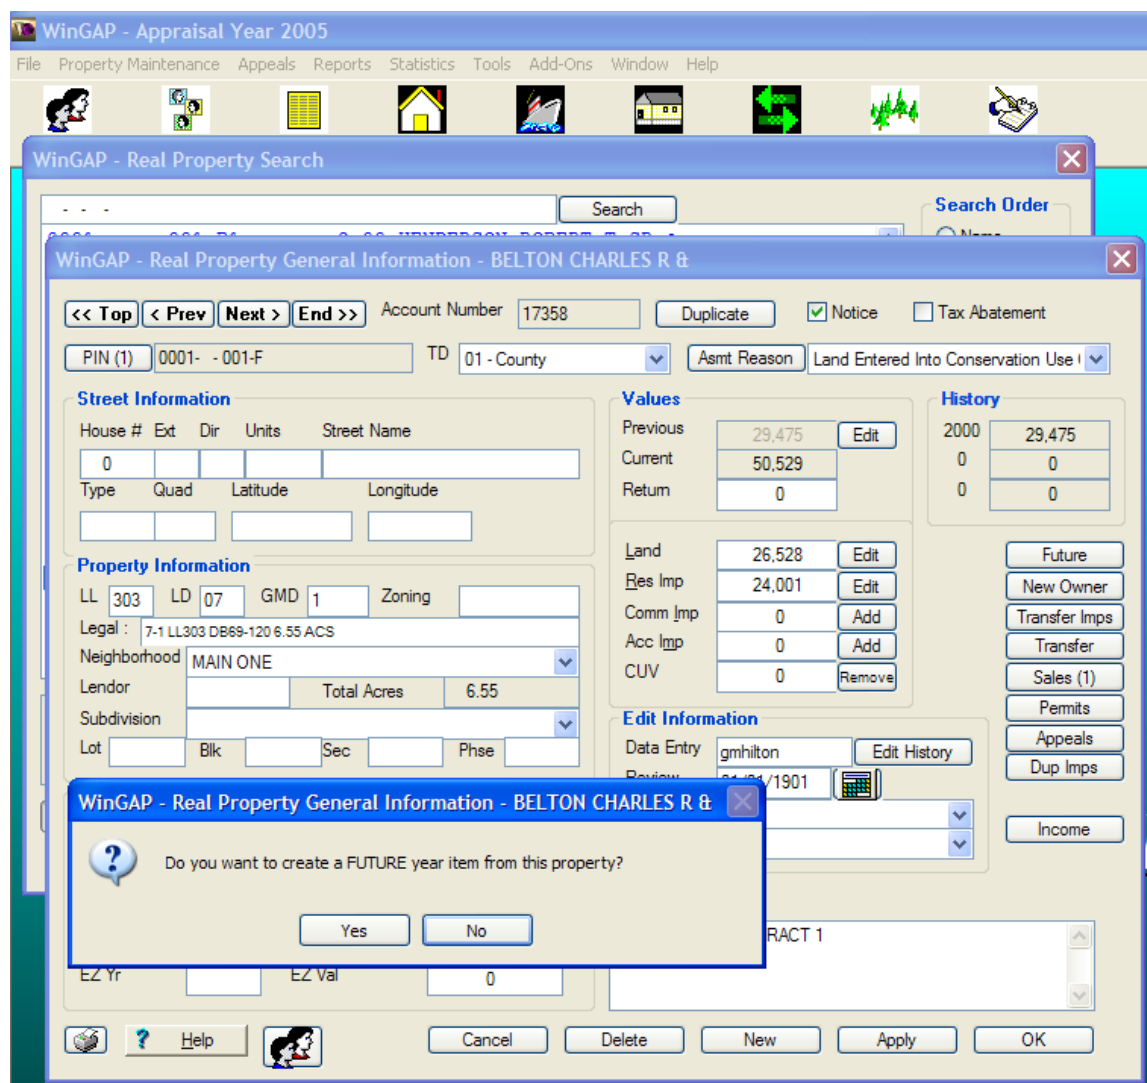 WinGAP - Appraisal Year 2005
File Property Maintenance Appeals Reports Statistics Tools Add-Ons Window Help
WinGAP - Real Property Search
- - - Search Search Order
WinGAP - Real Property General Information - BELTON CHARLES R &
<< Top < Prev Next > End >> Account Number 17358 Duplicate Notice Tax Abatement
PIN (1) 0001- - 001-F TD 01 - County Asmt Reason Land Entered Into Conservation Use
Street Information
House # Ext Dir Units Street Name
0
Type Quad Latitude Longitude
Values
Previous 29,475 Edit
Current 50,529
Return 0
History
2000 29,475
0 0
0 0
Property Information
LL 303 LD 07 GMD 1 Zoning
Legal : 7-1 LL303 DB69-120 6.55 ACS
Neighborhood MAIN ONE
Lendor Total Acres 6.55
Subdivision
Lot Blk Sec Phse
Land 26,528 Edit
Res Imp 24,001 Edit
Comm Imp 0 Add
Acc Imp 0 Add
CUV 0 Remove
Edit Information
Data Entry gmhilton Edit History
/1901
Future
New Owner
Transfer Imps
Transfer
Sales (1)
Permits
Appeals
Dup Imps
Income
WinGAP - Real Property General Information - BELTON CHARLES R &
Do you want to create a FUTURE year item from this property?
Yes No
RACT 1
EZ Yr EZ Val 0
Help Cancel Delete New Apply OK